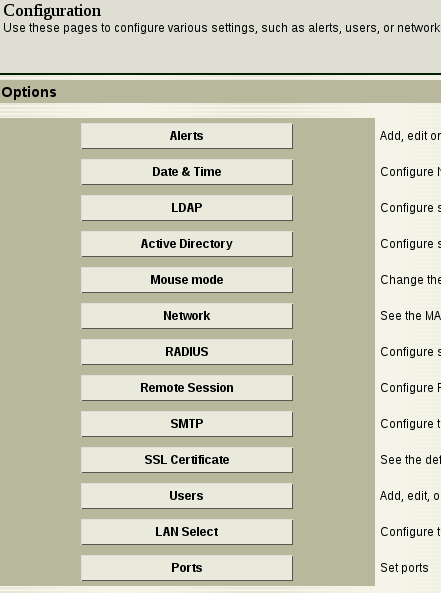 Configuration
Use these pages to configure various settings, such as alerts, users, or network
Options
Alerts Add, edit or
Date & Time Configure
LDAP Configure
Active Directory Configure
Mouse mode Change the
Network See the MA
RADIUS Configure
Remote Session Configure
SMTP Configure t
SSL Certificate See the def
Users Add, edit, o
LAN Select Configure t
Ports Set ports